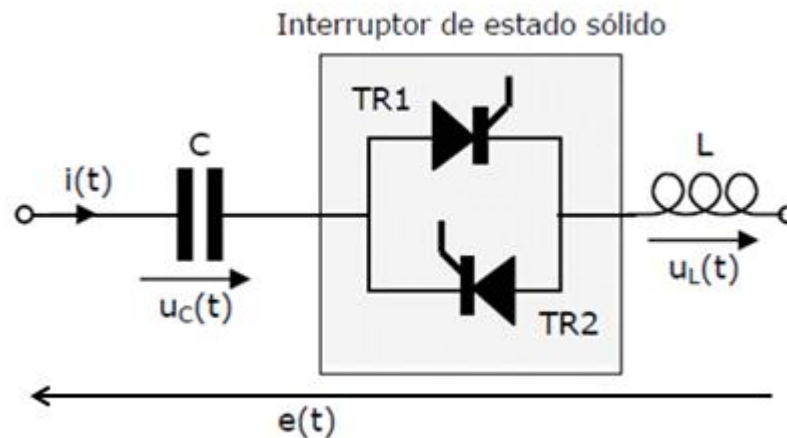 Interruptor de estado sólido
TR1
C
L
i(t)
u_C(t)
u_L(t)
TR2
e(t)